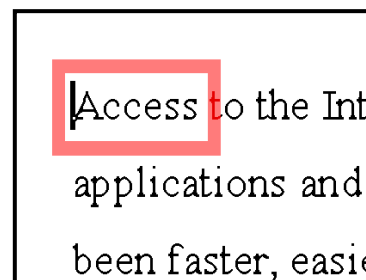 Access to the Int
applications and
been faster, easie